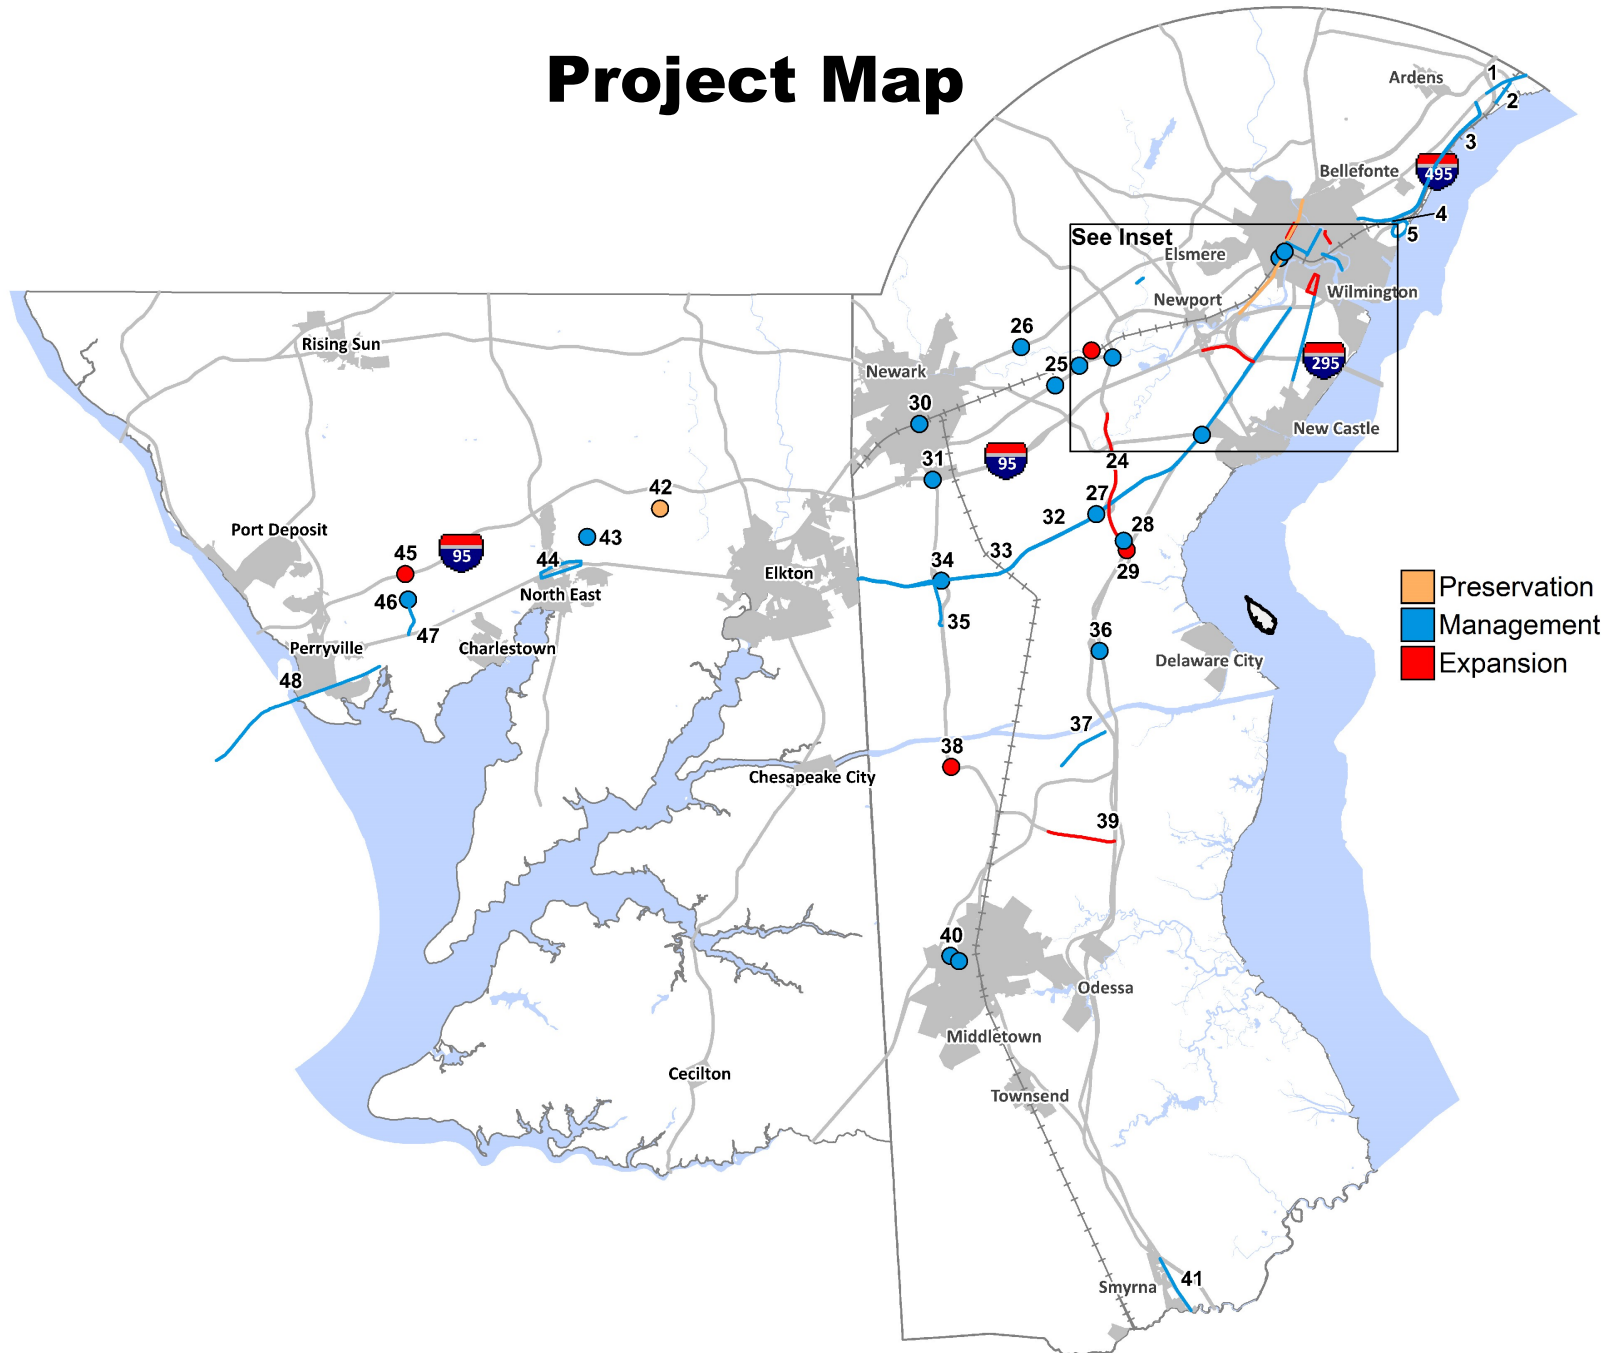 Project Map
Ardens
1
2
3
Bellefonte
495
4
5
See Inset
Elsmere
Wilmington
Newport
Rising Sun
26
25
Newark
295
30
New Castle
31
95
24
42
27
32
28
Port Deposit
43
45
95
44
33
34
29
Elkton
Preservation
46
North East
35
Management
47
36
Perryville
Charlestown
Delaware City
Expansion
48
37
38
Chesapeake City
39
40
Odessa
Middletown
Cecilton
Townsend
Smyrna
41